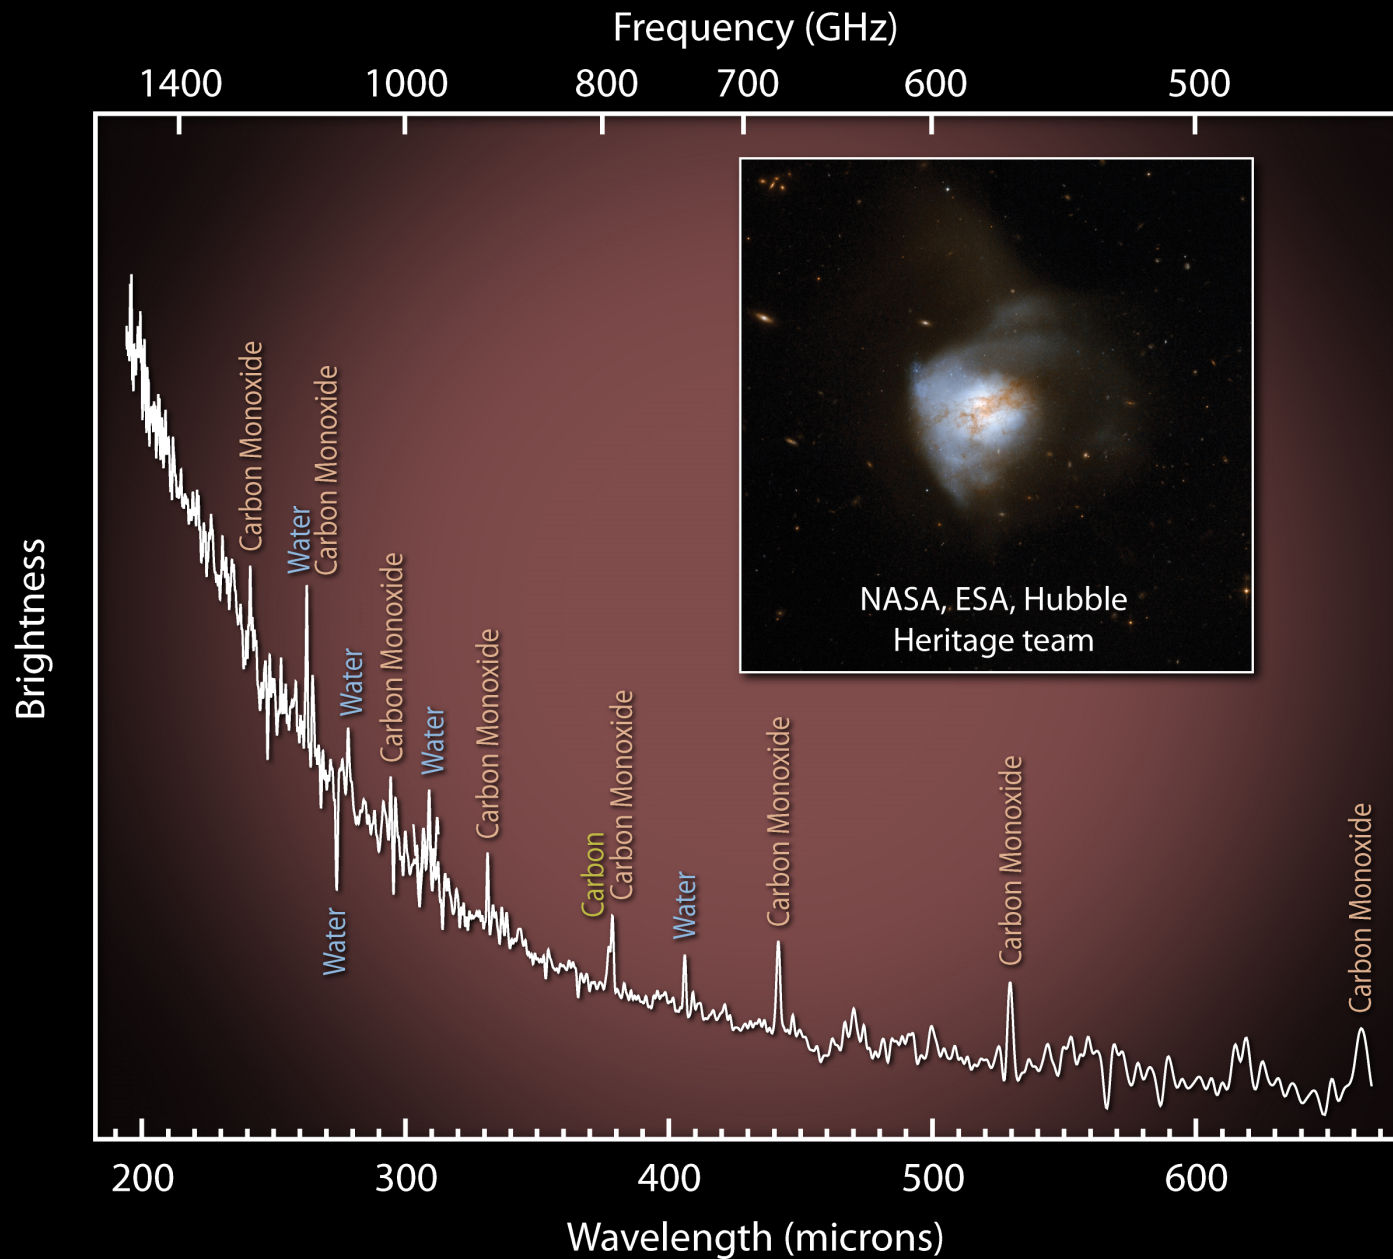 Frequency (GHz)
1400 1000 800 700 600 500
Brightness
Carbon Monoxide
Water
Carbon Monoxide
Water
Water
Carbon Monoxide
Water
Carbon Monoxide
Carbon
Carbon Monoxide
Water
Carbon Monoxide
Carbon Monoxide
Carbon Monoxide
NASA, ESA, Hubble
Heritage team
200 300 400 500 600
Wavelength (microns)